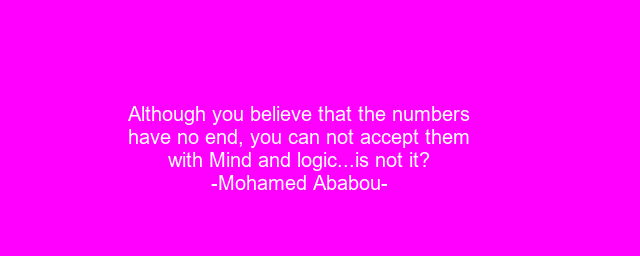 Although you believe that the numbers
have no end, you can not accept them
with Mind and logic...is not it?
-Mohamed Ababou-